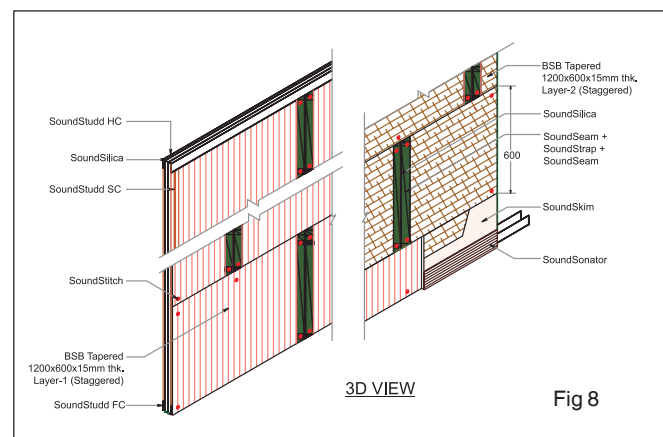 SoundStudd HC
SoundSilica
SoundStudd SC
SoundStitch
BSB Tapered
1200x600x15mm thk.
Layer-1 (Staggered)
SoundStudd FC
BSB Tapered
1200x600x15mm thk.
Layer-2 (Staggered)
SoundSilica
SoundSeam +
SoundStrap +
SoundSeam
600
SoundSkim
SoundSonator
3D VIEW
Fig 8